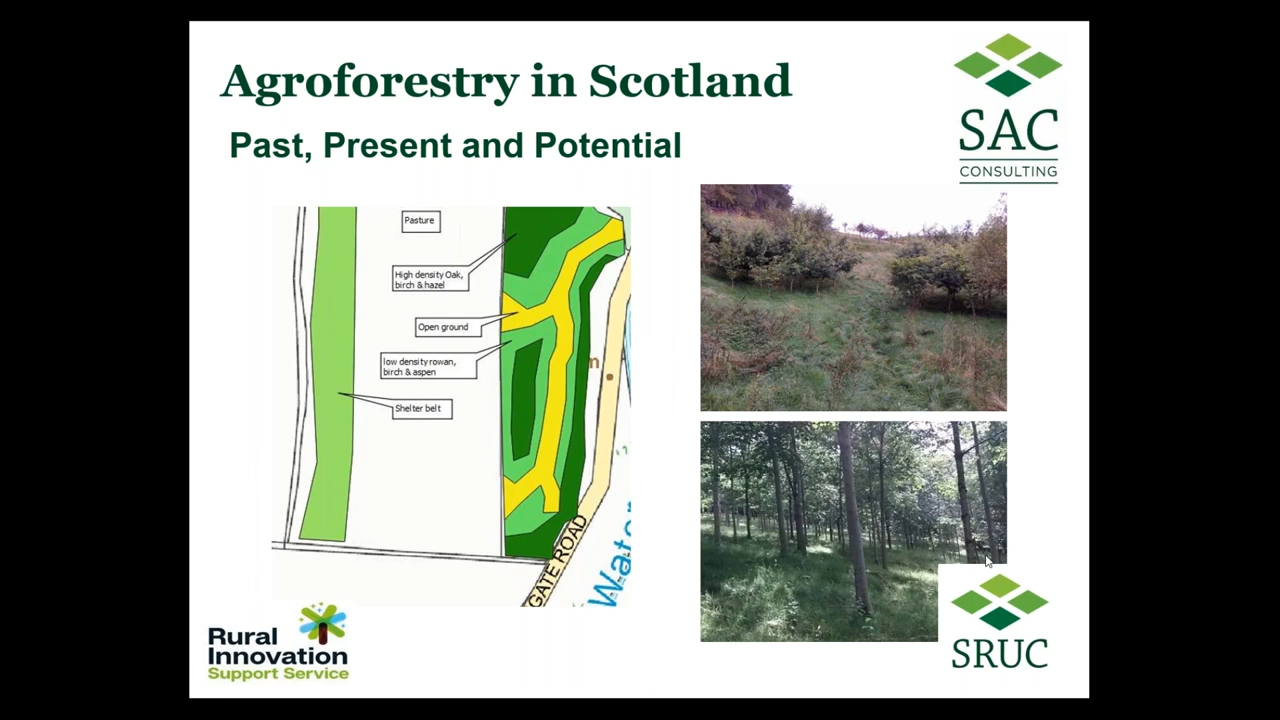 Agroforestry in Scotland
Past, Present and Potential
SAC
CONSULTING
Pasture
High density Oak,
birch & hazel
Open ground
low density rowan,
birch & aspen
Shelter belt
n
GATE ROAD
Water
Rural
Innovation
Support Service
SRUC